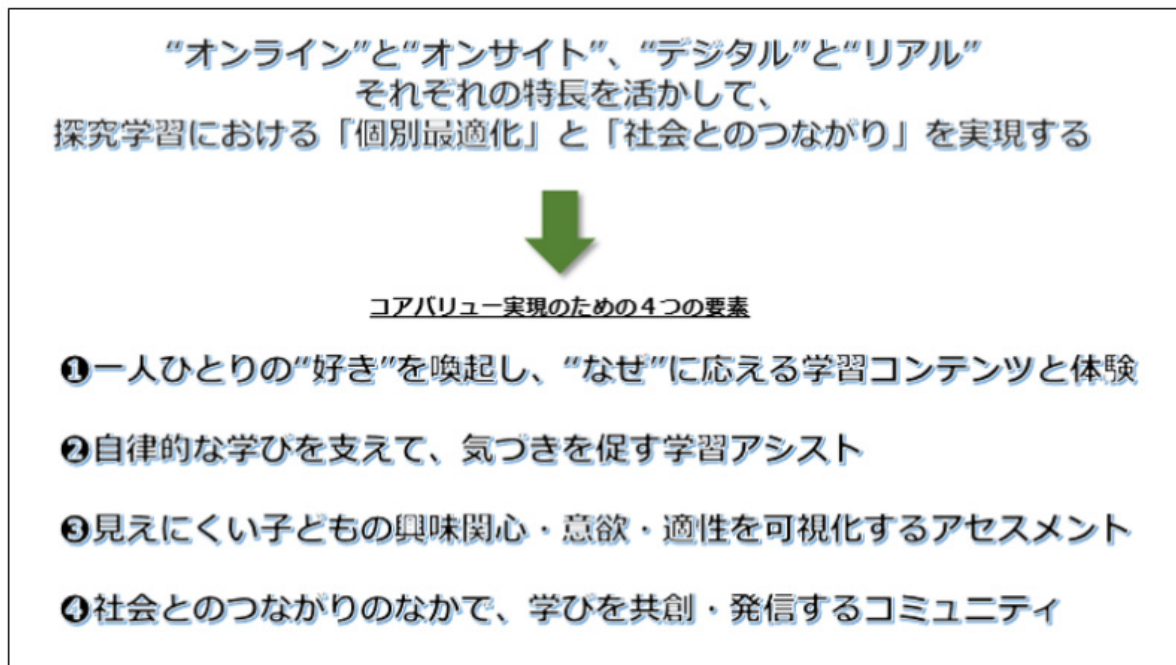 “オンライン”と“オンサイト”、“デジタル”と“リアル”
それぞれの特長を活かして、
探究学習における「個別最適化」と「社会とのつながり」を実現する
コアバリュー実現のための４つの要素
❶一人ひとりの“好き”を喚起し、“なぜ”に応える学習コンテンツと体験
❷自律的な学びを支えて、気づきを促す学習アシスト
❸見えにくい子どもの興味関心・意欲・適性を可視化するアセスメント
❹社会とのつながりのなかで、学びを共創・発信するコミュニティ